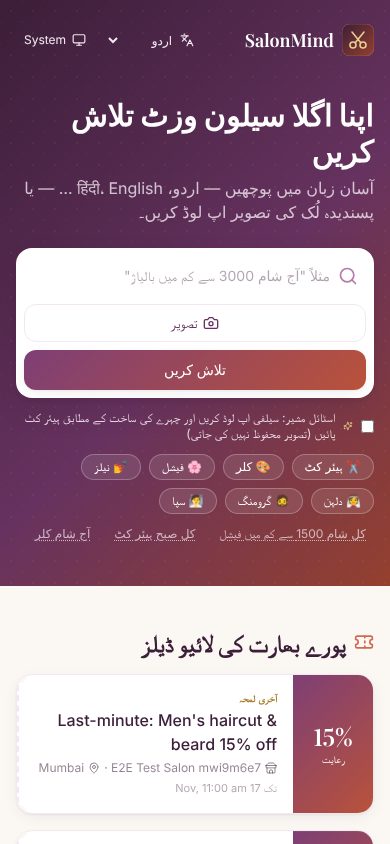 SalonMind
اردو
System
اپنا اگلا سیلون وزٹ تلاش
کریں
آسان زبان میں پوچھیں — اردو، English ،हिंदी ... — یا
پسندیدہ لُک کی تصویر اپ لوڈ کریں۔
مثلاً "آج شام 3000 سے کم میں بالیاژ"
تصویر
تلاش کریں
اسٹائل مشیر: سیلفی اپ لوڈ کریں اور چہرے کی ساخت کے مطابق ہیئر کٹ
پائیں (تصویر محفوظ نہیں کی جاتی)
ہیئر کٹ
کلر
فیشل
نیلز
دلہن
گرومنگ
سپا
کل شام 1500 سے کم میں فیشل
کل صبح ہیئر کٹ
آج شام کلر
پورے بھارت کی لائیو ڈیلز
15%
رعایت
آخری لمحہ
Last-minute: Men's haircut &
beard 15% off
E2E Test Salon mwi9m6e7 · Mumbai
تک 17 Nov, 11:00 am